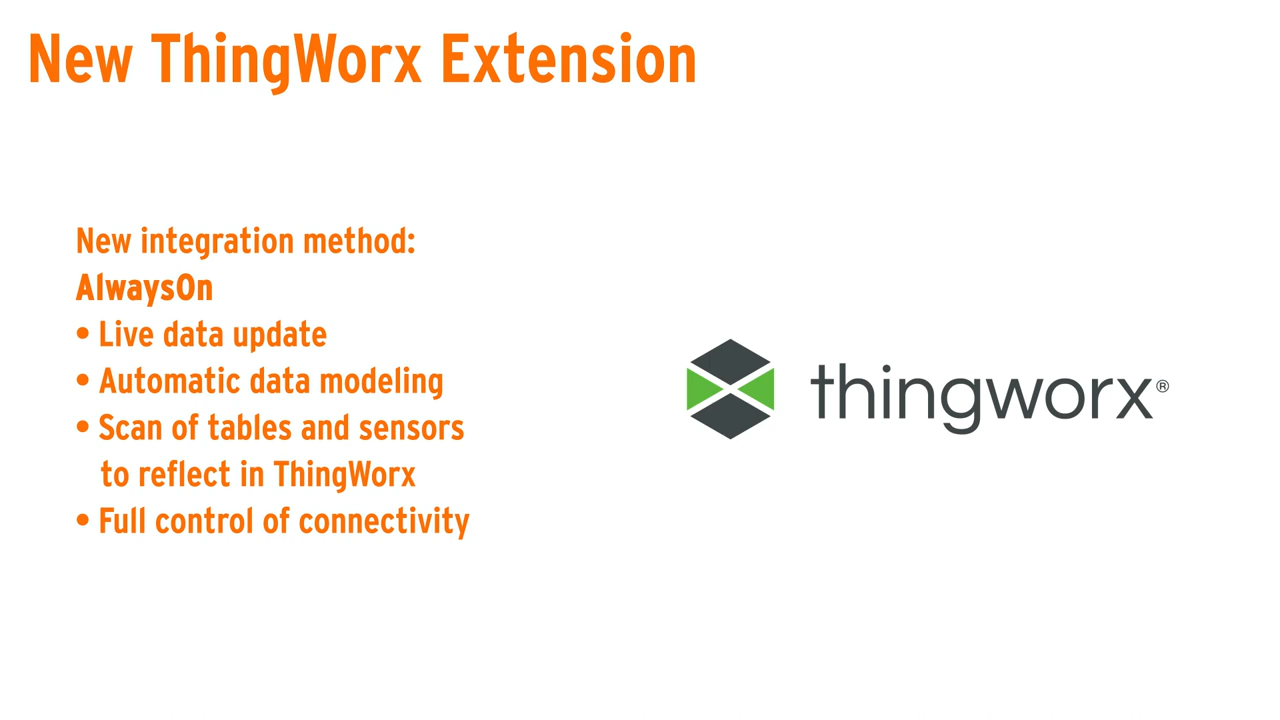 New ThingWorx Extension
New integration method:
AlwaysOn
• Live data update
• Automatic data modeling
• Scan of tables and sensors
to reflect in ThingWorx
• Full control of connectivity
thingworx®